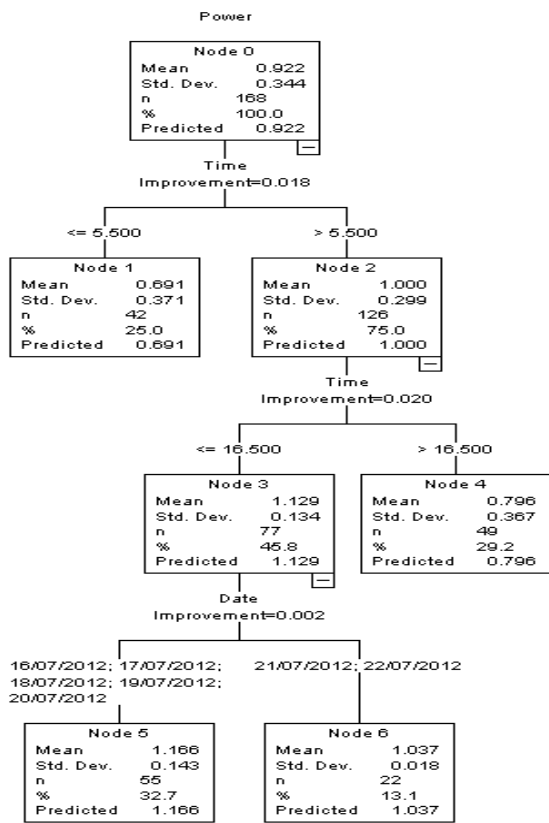 Power
Node 0
Mean 0.922
Std. Dev. 0.344
n 168
% 100.0
Predicted 0.922
Time
Improvement=0.018
<= 5.500
> 5.500
Node 1
Mean 0.691
Std. Dev. 0.371
n 42
% 25.0
Predicted 0.691
Node 2
Mean 1.000
Std. Dev. 0.299
n 126
% 75.0
Predicted 1.000
Time
Improvement=0.020
<= 16.500
> 16.500
Node 3
Mean 1.129
Std. Dev. 0.134
n 77
% 45.8
Predicted 1.129
Node 4
Mean 0.796
Std. Dev. 0.367
n 49
% 29.2
Predicted 0.796
Date
Improvement=0.002
16/07/2012; 17/07/2012;
18/07/2012; 19/07/2012;
20/07/2012
21/07/2012; 22/07/2012
Node 5
Mean 1.166
Std. Dev. 0.143
n 55
% 32.7
Predicted 1.166
Node 6
Mean 1.037
Std. Dev. 0.018
n 22
% 13.1
Predicted 1.037